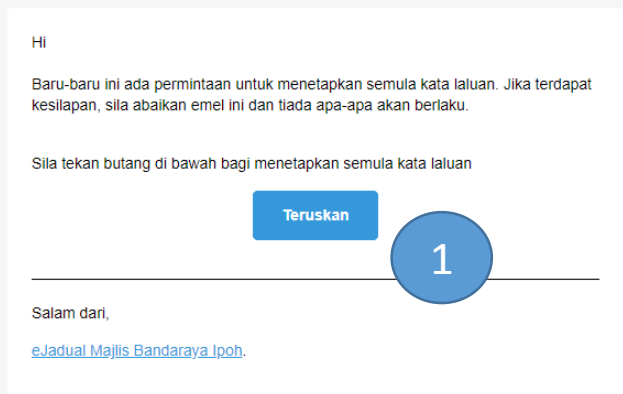 Hi
Baru-baru ini ada permintaan untuk menetapkan semula kata laluan. Jika terdapat
kesilapan, sila abaikan emel ini dan tiada apa-apa akan berlaku.
Sila tekan butang di bawah bagi menetapkan semula kata laluan
Teruskan
1
Salam dari,
eJadual Majlis Bandaraya Ipoh.